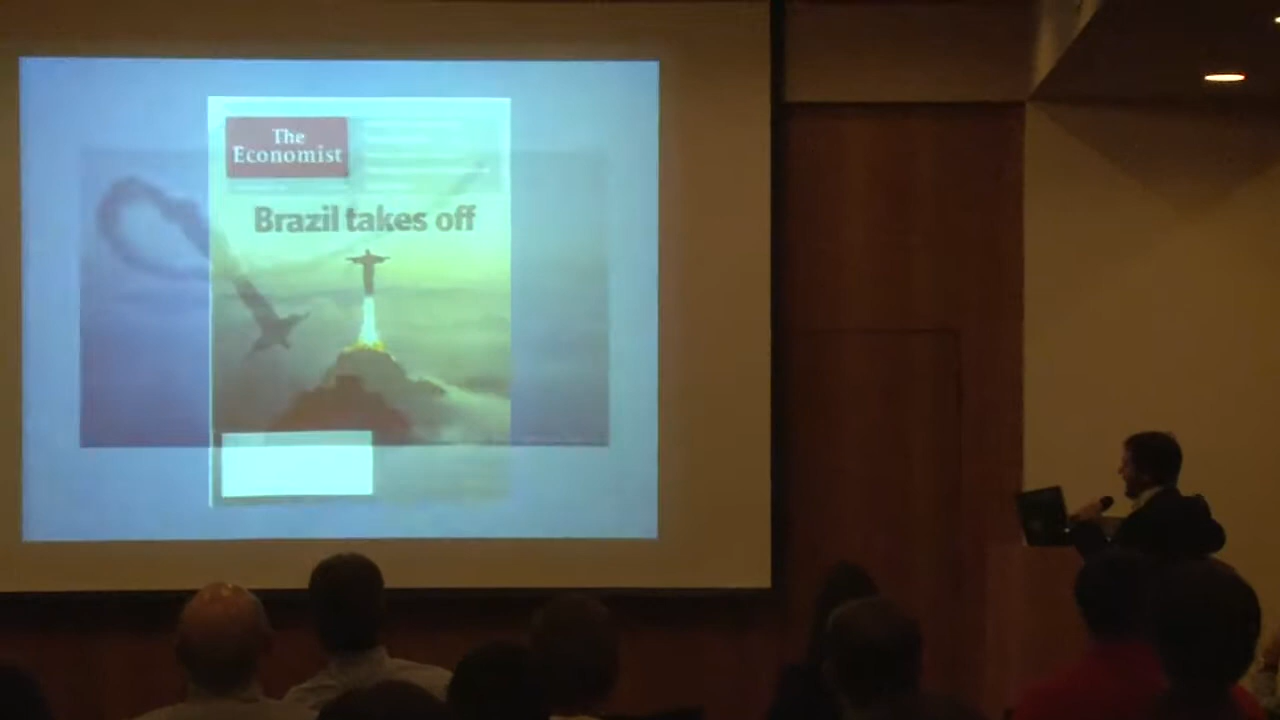 The
Economist
Brazil takes off